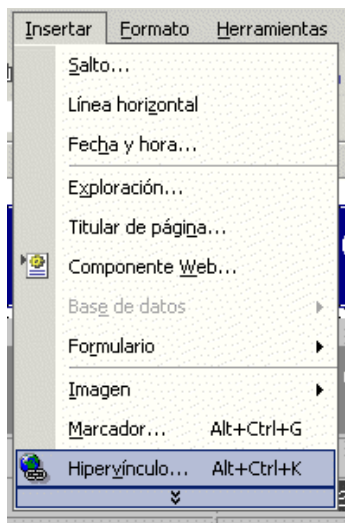 Insertar Formato Herramientas
Salto...
Línea horizontal
Fecha y hora...
Exploración...
Titular de página...
Componente Web...
Base de datos
Formulario
Imagen
Marcador... Alt+Ctrl+G
Hipervínculo... Alt+Ctrl+K